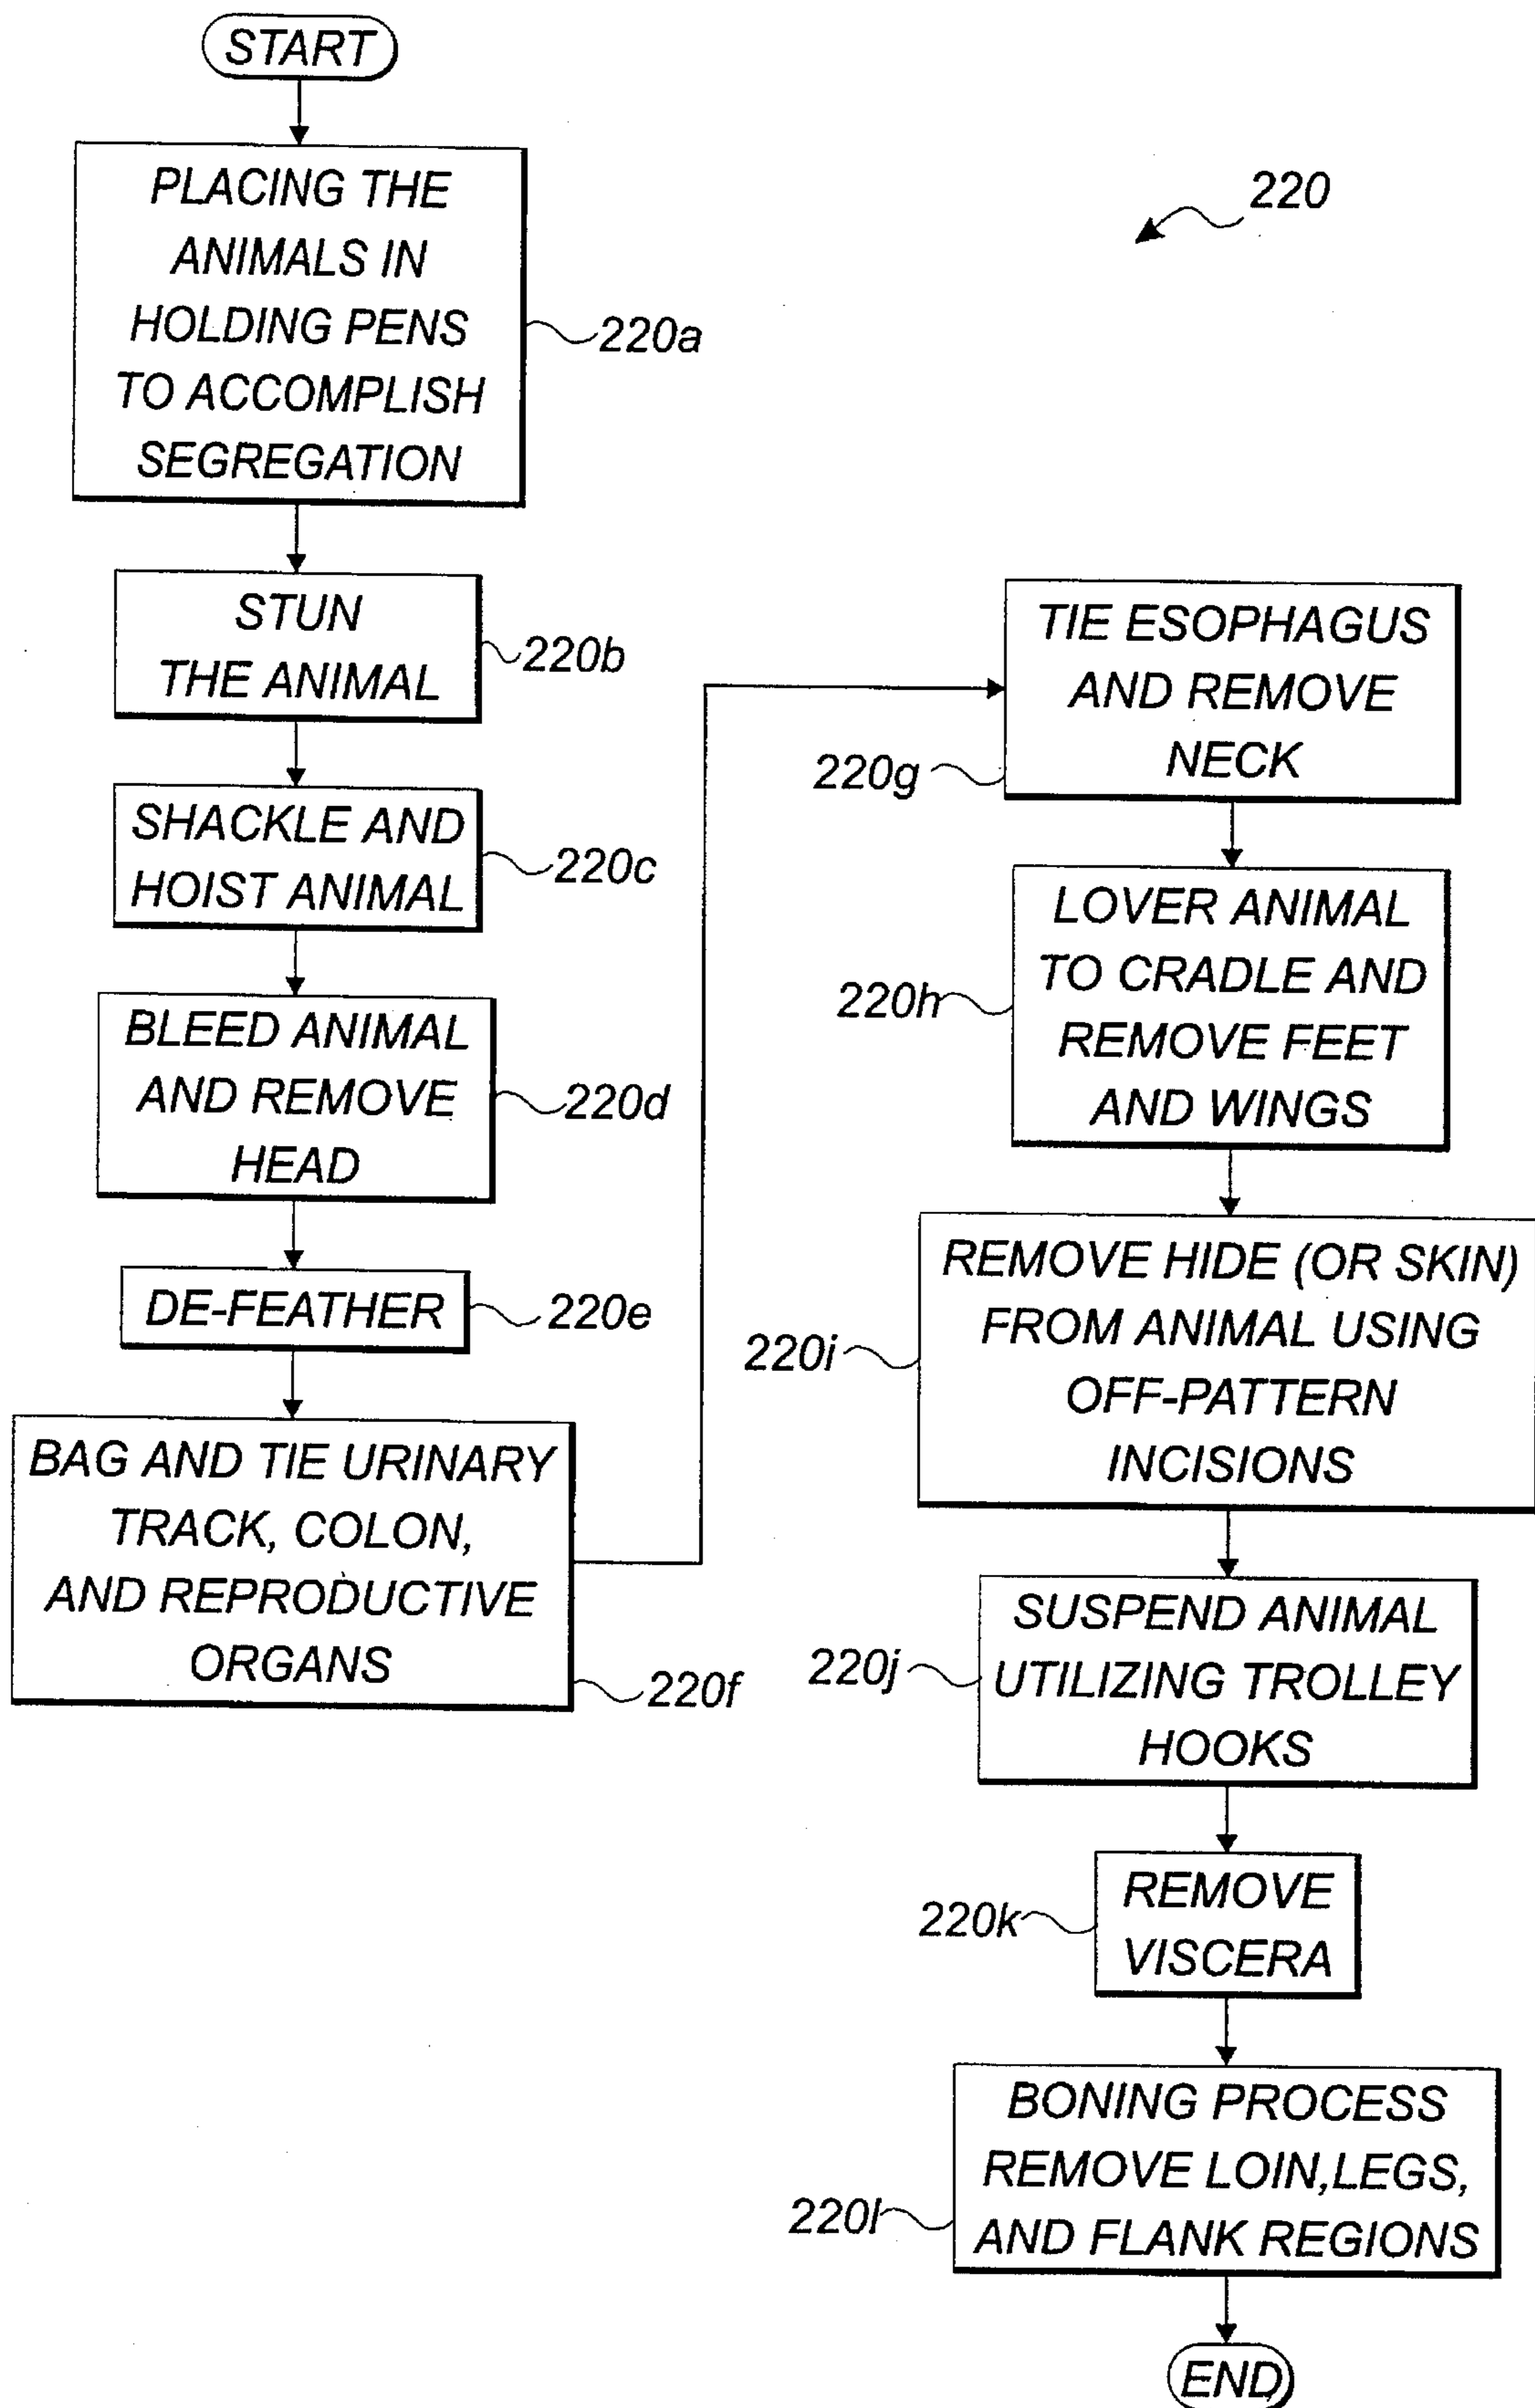 START
PLACING THE
ANIMALS IN
HOLDING PENS
TO ACCOMPLISH
SEGREGATION
220a
STUN
THE ANIMAL
220b
SHACKLE AND
HOIST ANIMAL
220c
BLEED ANIMAL
AND REMOVE
HEAD
220d
DE-FEATHER
220e
BAG AND TIE URINARY
TRACK, COLON,
AND REPRODUCTIVE
ORGANS
220f
220
TIE ESOPHAGUS
AND REMOVE
NECK
220g
LOVER ANIMAL
TO CRADLE AND
REMOVE FEET
AND WINGS
220h
REMOVE HIDE (OR SKIN)
FROM ANIMAL USING
OFF-PATTERN
INCISIONS
220i
SUSPEND ANIMAL
UTILIZING TROLLEY
HOOKS
220j
REMOVE
VISCERA
220k
BONING PROCESS
REMOVE LOIN,LEGS,
AND FLANK REGIONS
220l
END